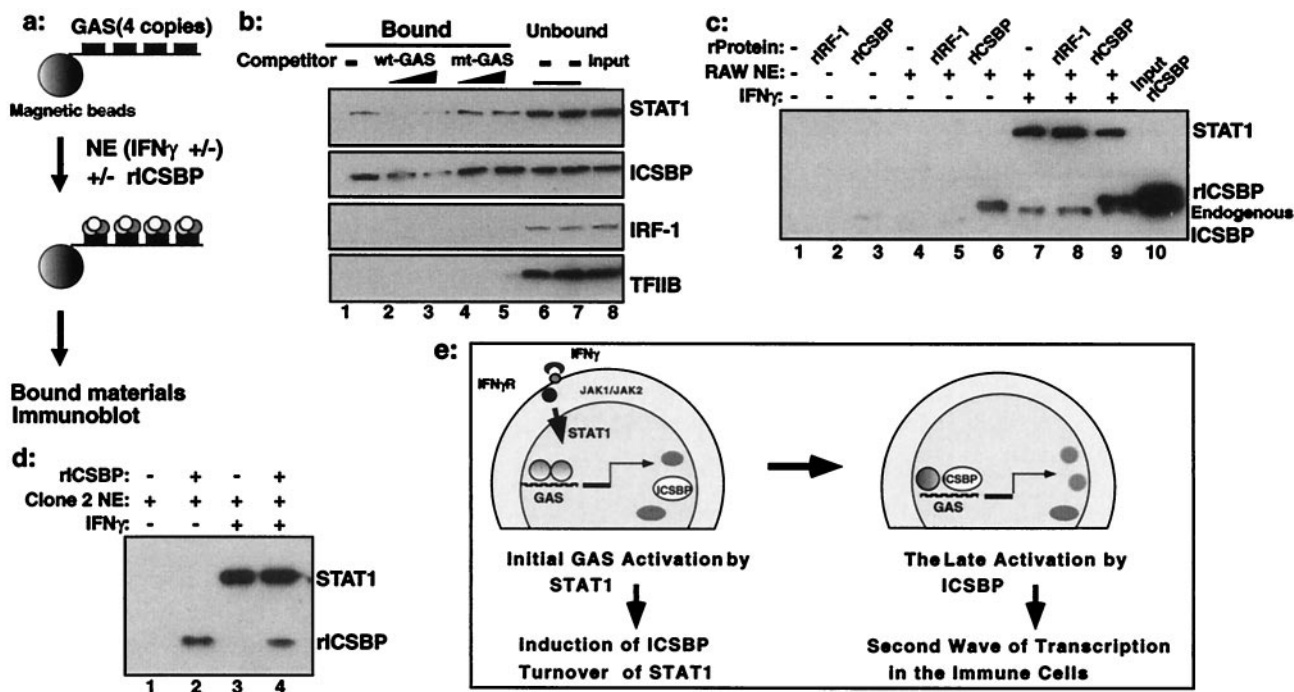 a:
GAS(4 copies)
Magnetic beads
NE (IFNγ +/-)
+/- rICSBP
Bound materials
Immunoblot
b:
Bound Unbound
Competitor - wt-GAS mt-GAS - - Input
STAT1
ICSBP
IRF-1
TFIIB
1 2 3 4 5 6 7 8
c:
rProtein: - rIRF-1 rICSBP - rIRF-1 rICSBP - rIRF-1 rICSBP Input rICSBP
RAW NE: - - - + + + + + +
IFNγ: - - - - - - + + +
STAT1
rICSBP
Endogenous
ICSBP
1 2 3 4 5 6 7 8 9 10
d:
rICSBP: - + - +
Clone 2 NE: + + + +
IFNγ: - - + +
STAT1
rICSBP
1 2 3 4
e:
IFNγ
IFNγR
JAK1/JAK2
STAT1
GAS
ICSBP
Initial GAS Activation by
STAT1
Induction of ICSBP
Turnover of STAT1
ICSBP
GAS
The Late Activation by
ICSBP
Second Wave of Transcription
in the Immune Cells